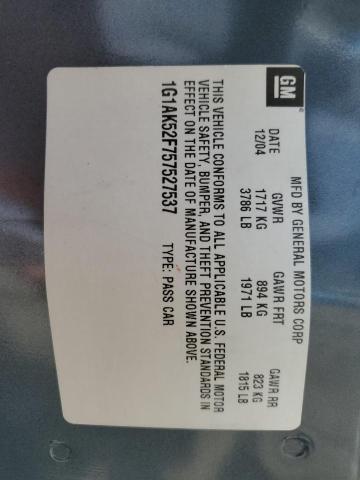 GM
MFD BY GENERAL MOTORS CORP
DATE GVWR GAWR FRT GAWR RR
12/04 1717 KG 894 KG 823 KG
3786 LB 1971 LB 1815 LB
THIS VEHICLE CONFORMS TO ALL APPLICABLE U.S. FEDERAL MOTOR
VEHICLE SAFETY, BUMPER, AND THEFT PREVENTION STANDARDS IN
EFFECT ON THE DATE OF MANUFACTURE SHOWN ABOVE.
1G1AK52F757527537 TYPE: PASS CAR